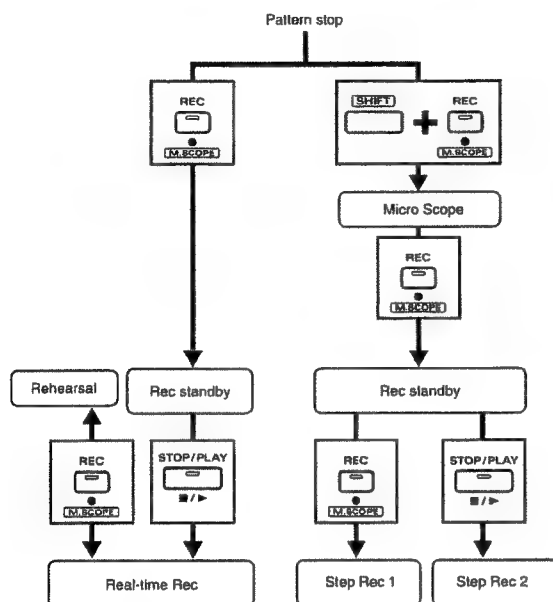 Pattern stop
REC
M.SCOPE
SHIFT
REC
M.SCOPE
Micro Scope
REC
M.SCOPE
Rehearsal
Rec standby
Rec standby
REC
M.SCOPE
STOP/PLAY
■/►
REC
M.SCOPE
STOP/PLAY
■/►
Real-time Rec
Step Rec 1
Step Rec 2